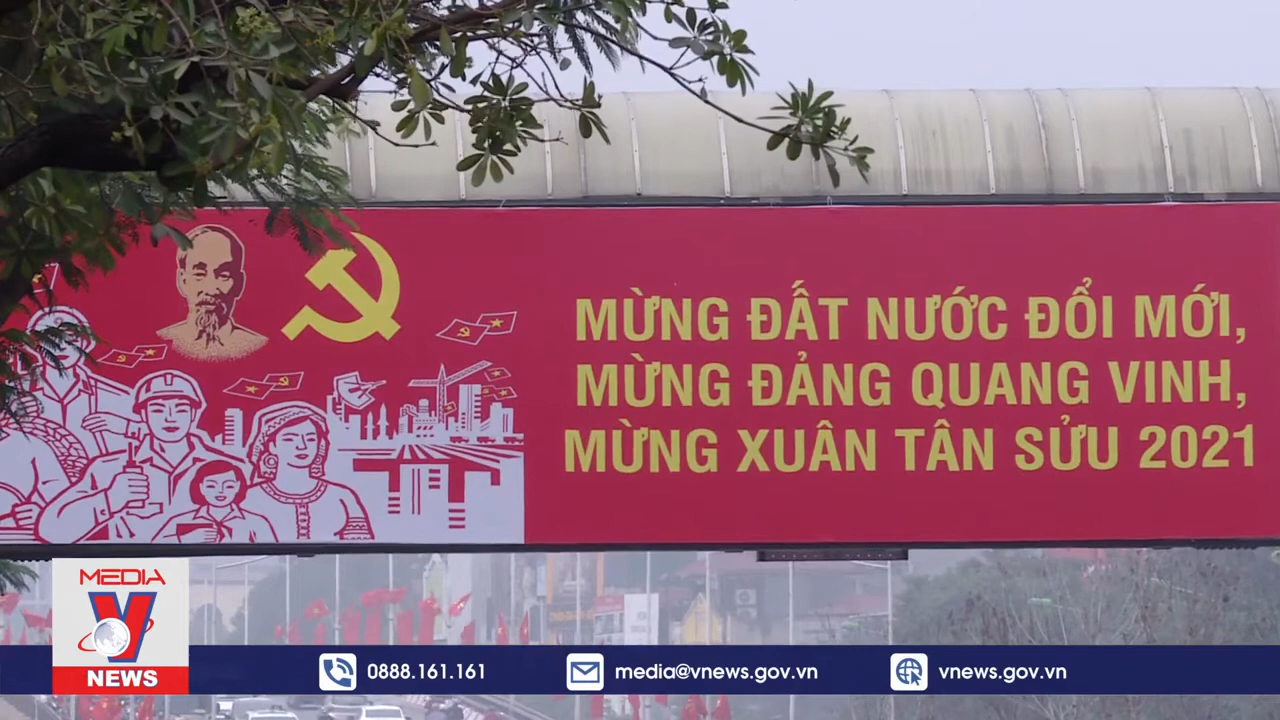 MỪNG ĐẤT NƯỚC ĐỔI MỚI,
MỪNG ĐẢNG QUANG VINH,
MỪNG XUÂN TÂN SỬU 2021
MEDIA
V
NEWS
0888.161.161
media@vnews.gov.vn
vnews.gov.vn